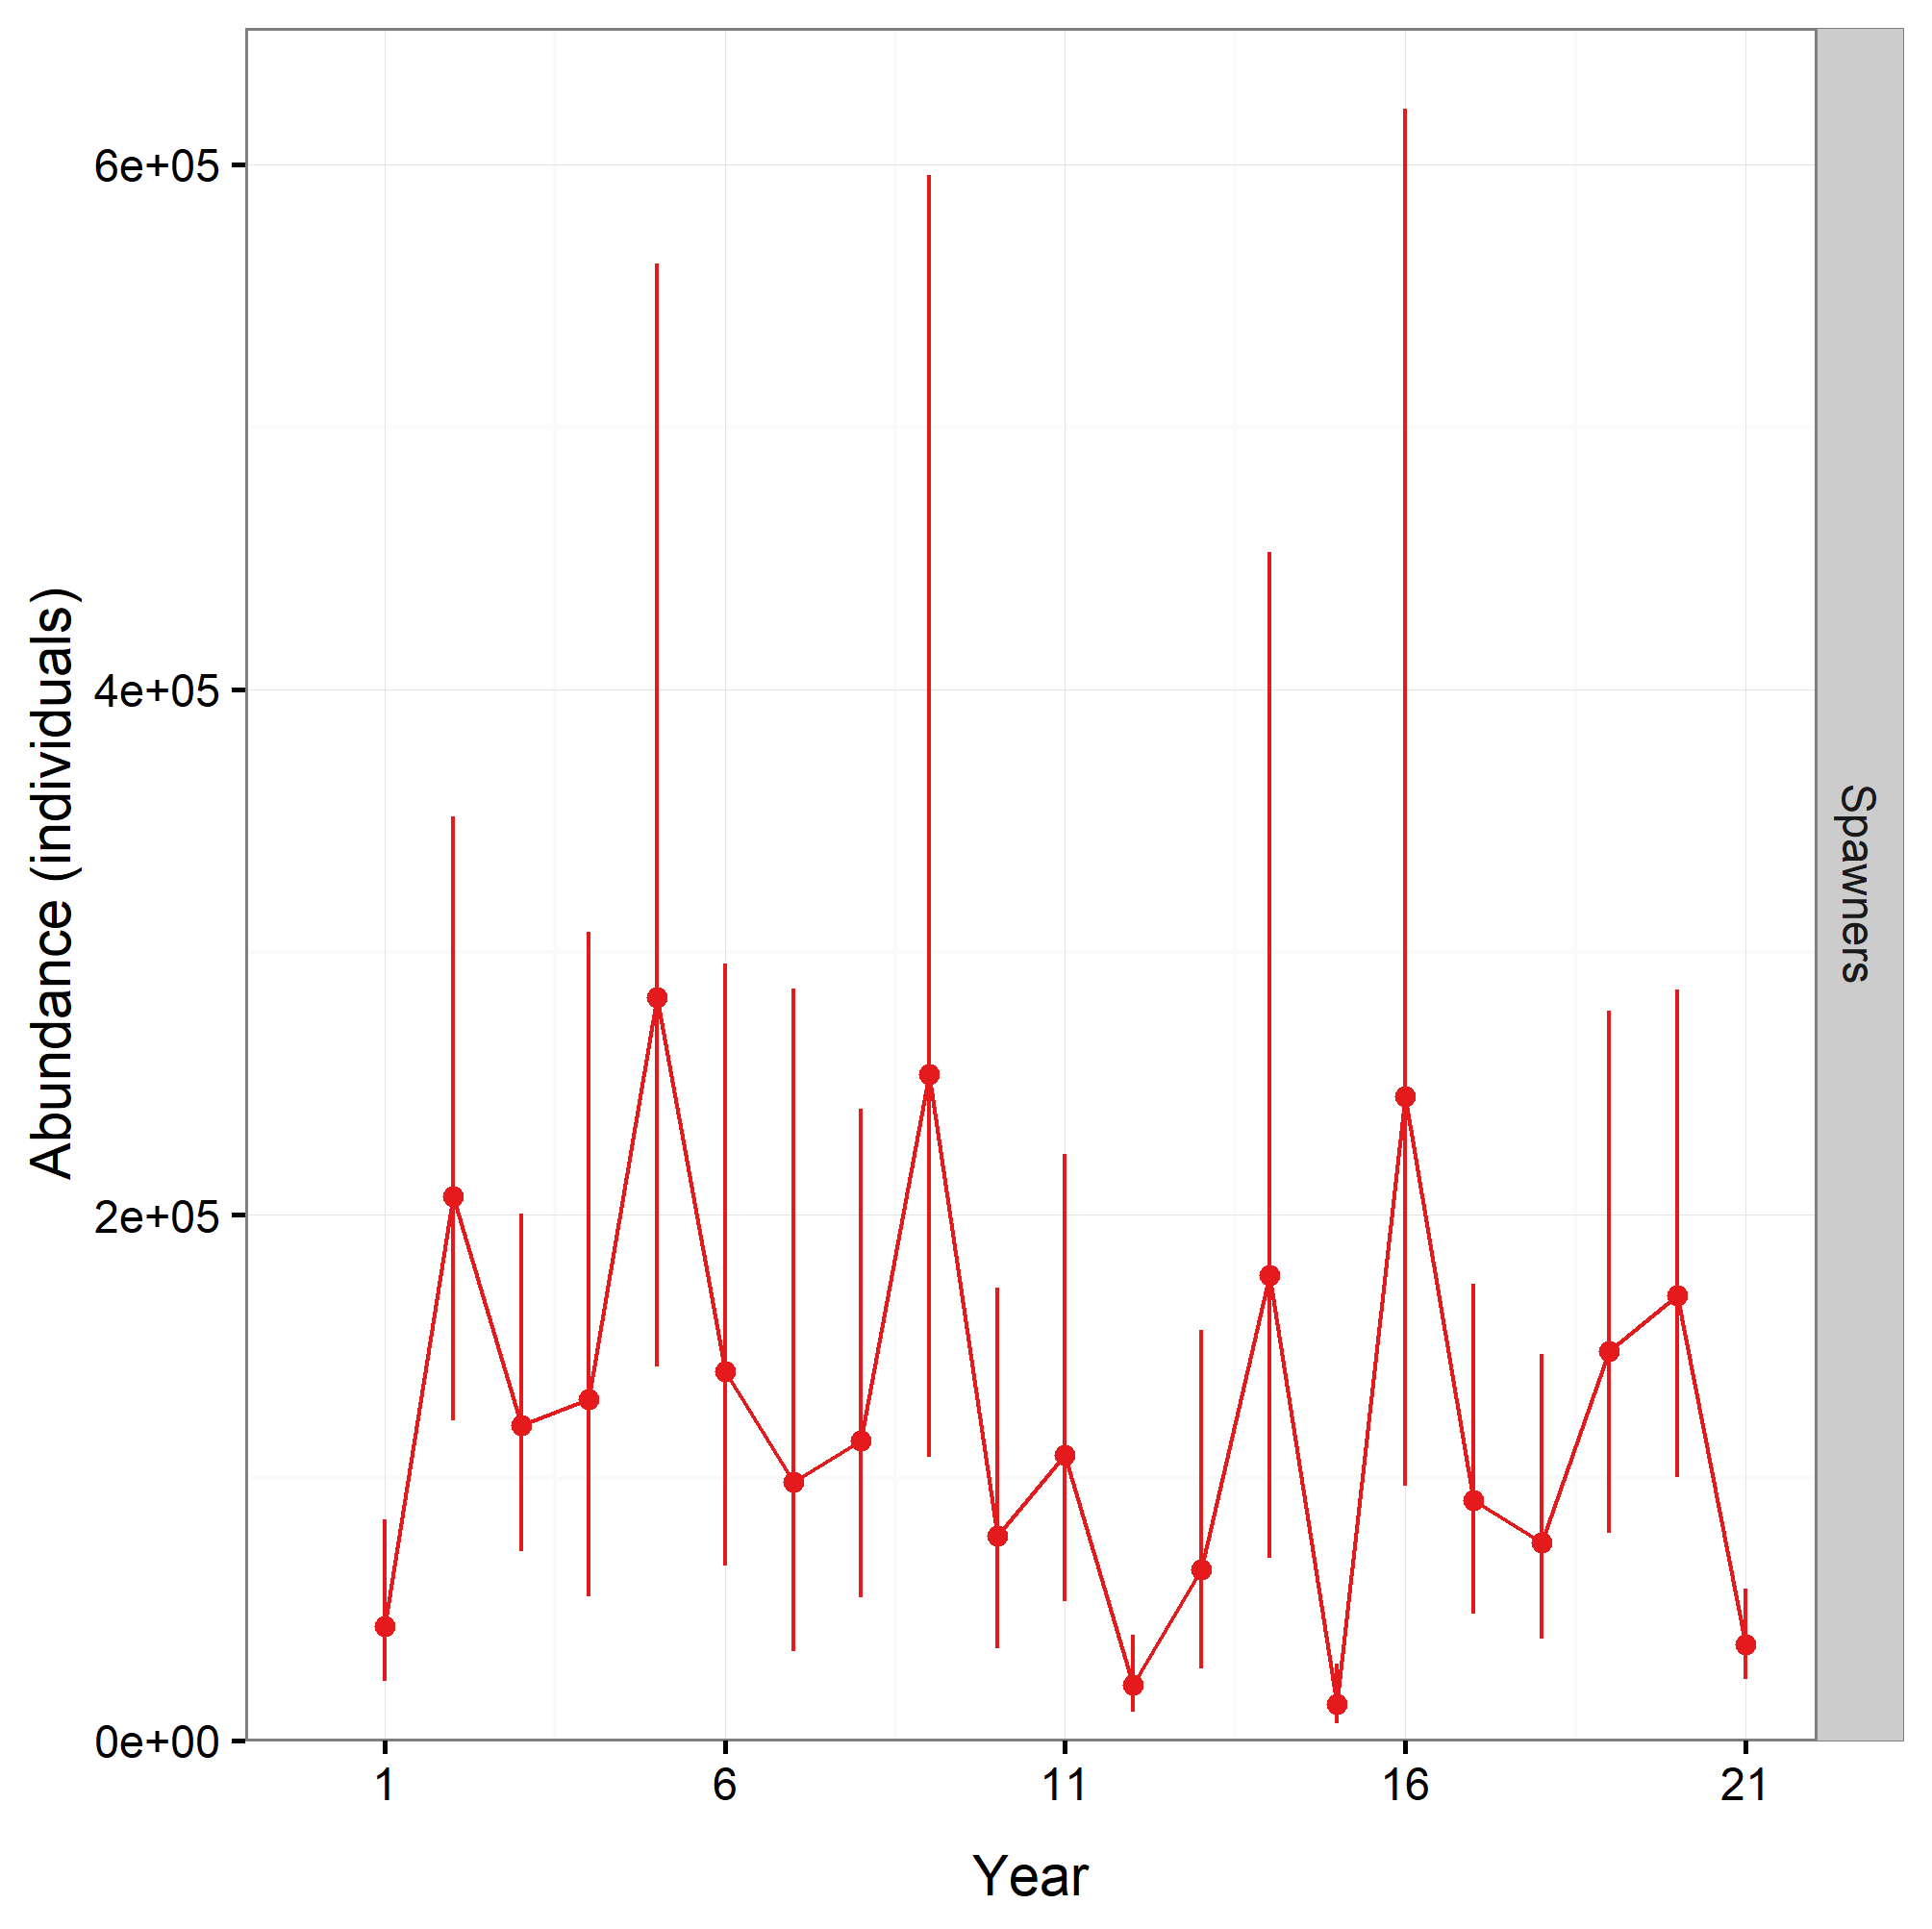 Abundance (individuals)
6e+05
4e+05
2e+05
0e+00
1
6
11
16
21
Year
Spawners